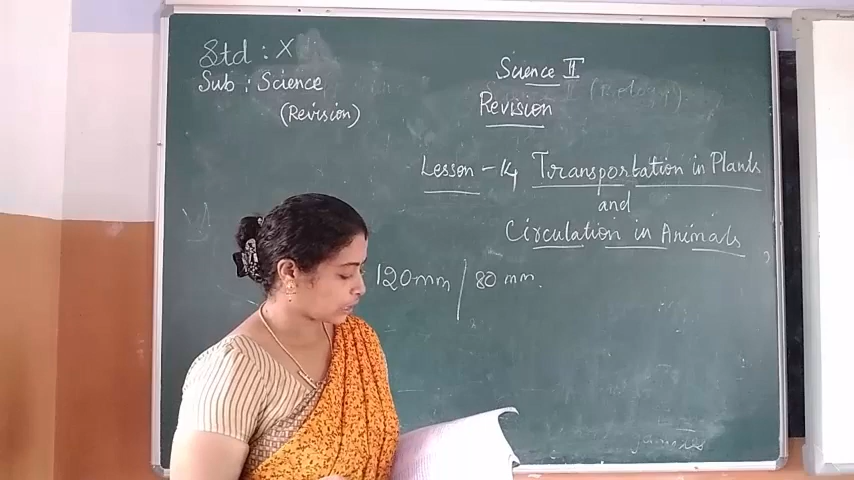 Std : X
Sub : Science
(Revision)
Science II
Revision
Lesson - 14 Transportation in Plants
and
Circulation in Animals
120mm / 80 mm.